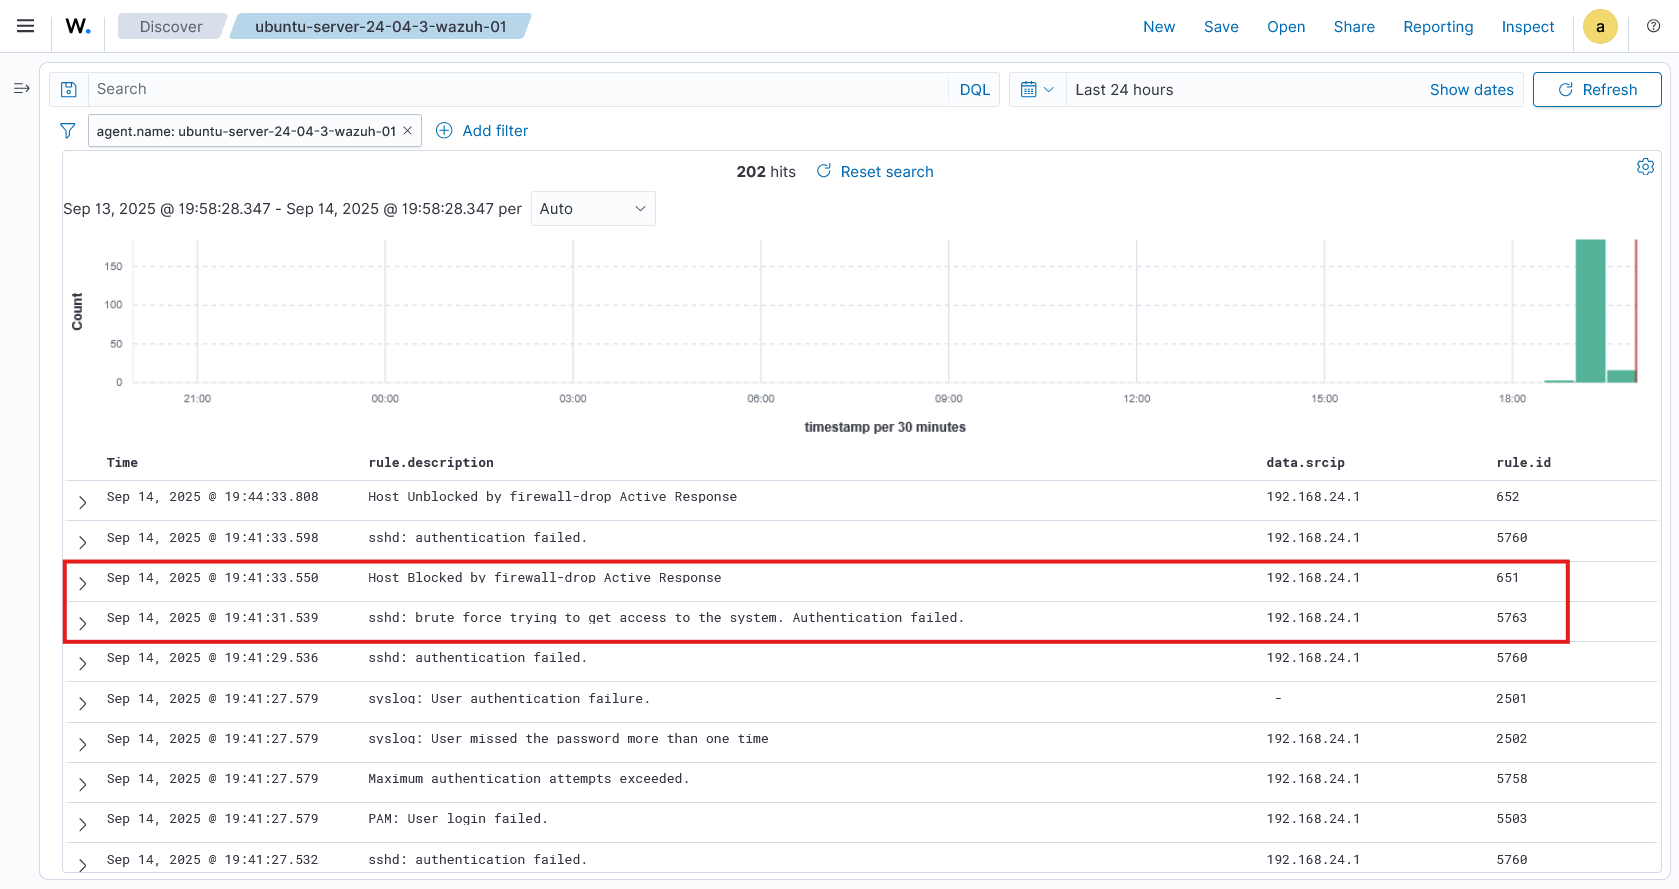 W. Discover ubuntu-server-24-04-3-wazuh-01 New Save Open Share Reporting Inspect a
Search DQL Last 24 hours Show dates Refresh
agent.name: ubuntu-server-24-04-3-wazuh-01 Add filter
202 hits Reset search
Sep 13, 2025 @ 19:58:28.347 - Sep 14, 2025 @ 19:58:28.347 per Auto
Count
150
100
50
0
21:00 00:00 03:00 06:00 09:00 12:00 15:00 18:00
timestamp per 30 minutes
Time rule.description data.srcip rule.id
Sep 14, 2025 @ 19:44:33.808 Host Unblocked by firewall-drop Active Response 192.168.24.1 652
Sep 14, 2025 @ 19:41:33.598 sshd: authentication failed. 192.168.24.1 5760
Sep 14, 2025 @ 19:41:33.550 Host Blocked by firewall-drop Active Response 192.168.24.1 651
Sep 14, 2025 @ 19:41:31.539 sshd: brute force trying to get access to the system. Authentication failed. 192.168.24.1 5763
Sep 14, 2025 @ 19:41:29.536 sshd: authentication failed. 192.168.24.1 5760
Sep 14, 2025 @ 19:41:27.579 syslog: User authentication failure. - 2501
Sep 14, 2025 @ 19:41:27.579 syslog: User missed the password more than one time 192.168.24.1 2502
Sep 14, 2025 @ 19:41:27.579 Maximum authentication attempts exceeded. 192.168.24.1 5758
Sep 14, 2025 @ 19:41:27.579 PAM: User login failed. 192.168.24.1 5503
Sep 14, 2025 @ 19:41:27.532 sshd: authentication failed. 192.168.24.1 5760